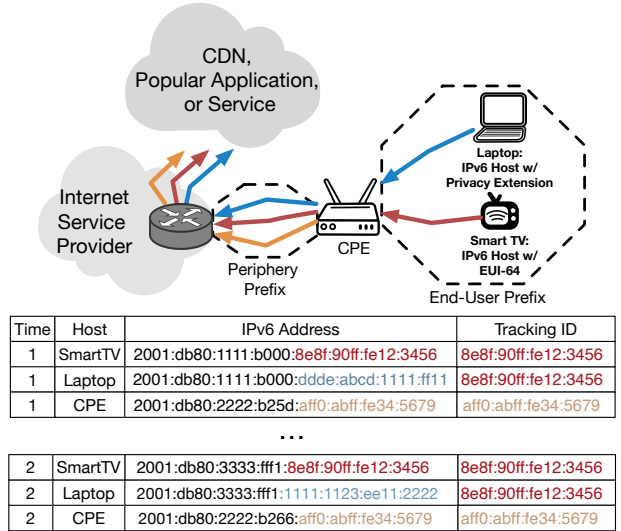 CDN,
Popular Application,
or Service
Internet
Service
Provider
Periphery
Prefix
CPE
Laptop:
IPv6 Host w/
Privacy Extension
Smart TV:
IPv6 Host w/
EUI-64
End-User Prefix
Time Host IPv6 Address Tracking ID
1 SmartTV 2001:db80:1111:b000:8e8f:90ff:fe12:3456 8e8f:90ff:fe12:3456
1 Laptop 2001:db80:1111:b000:ddde:abcd:1111:ff11 8e8f:90ff:fe12:3456
1 CPE 2001:db80:2222:b25d:aff0:abff:fe34:5679 aff0:abff:fe34:5679
...
2 SmartTV 2001:db80:3333:fff1:8e8f:90ff:fe12:3456 8e8f:90ff:fe12:3456
2 Laptop 2001:db80:3333:fff1:1111:1123:ee11:2222 8e8f:90ff:fe12:3456
2 CPE 2001:db80:2222:b266:aff0:abff:fe34:5679 aff0:abff:fe34:5679